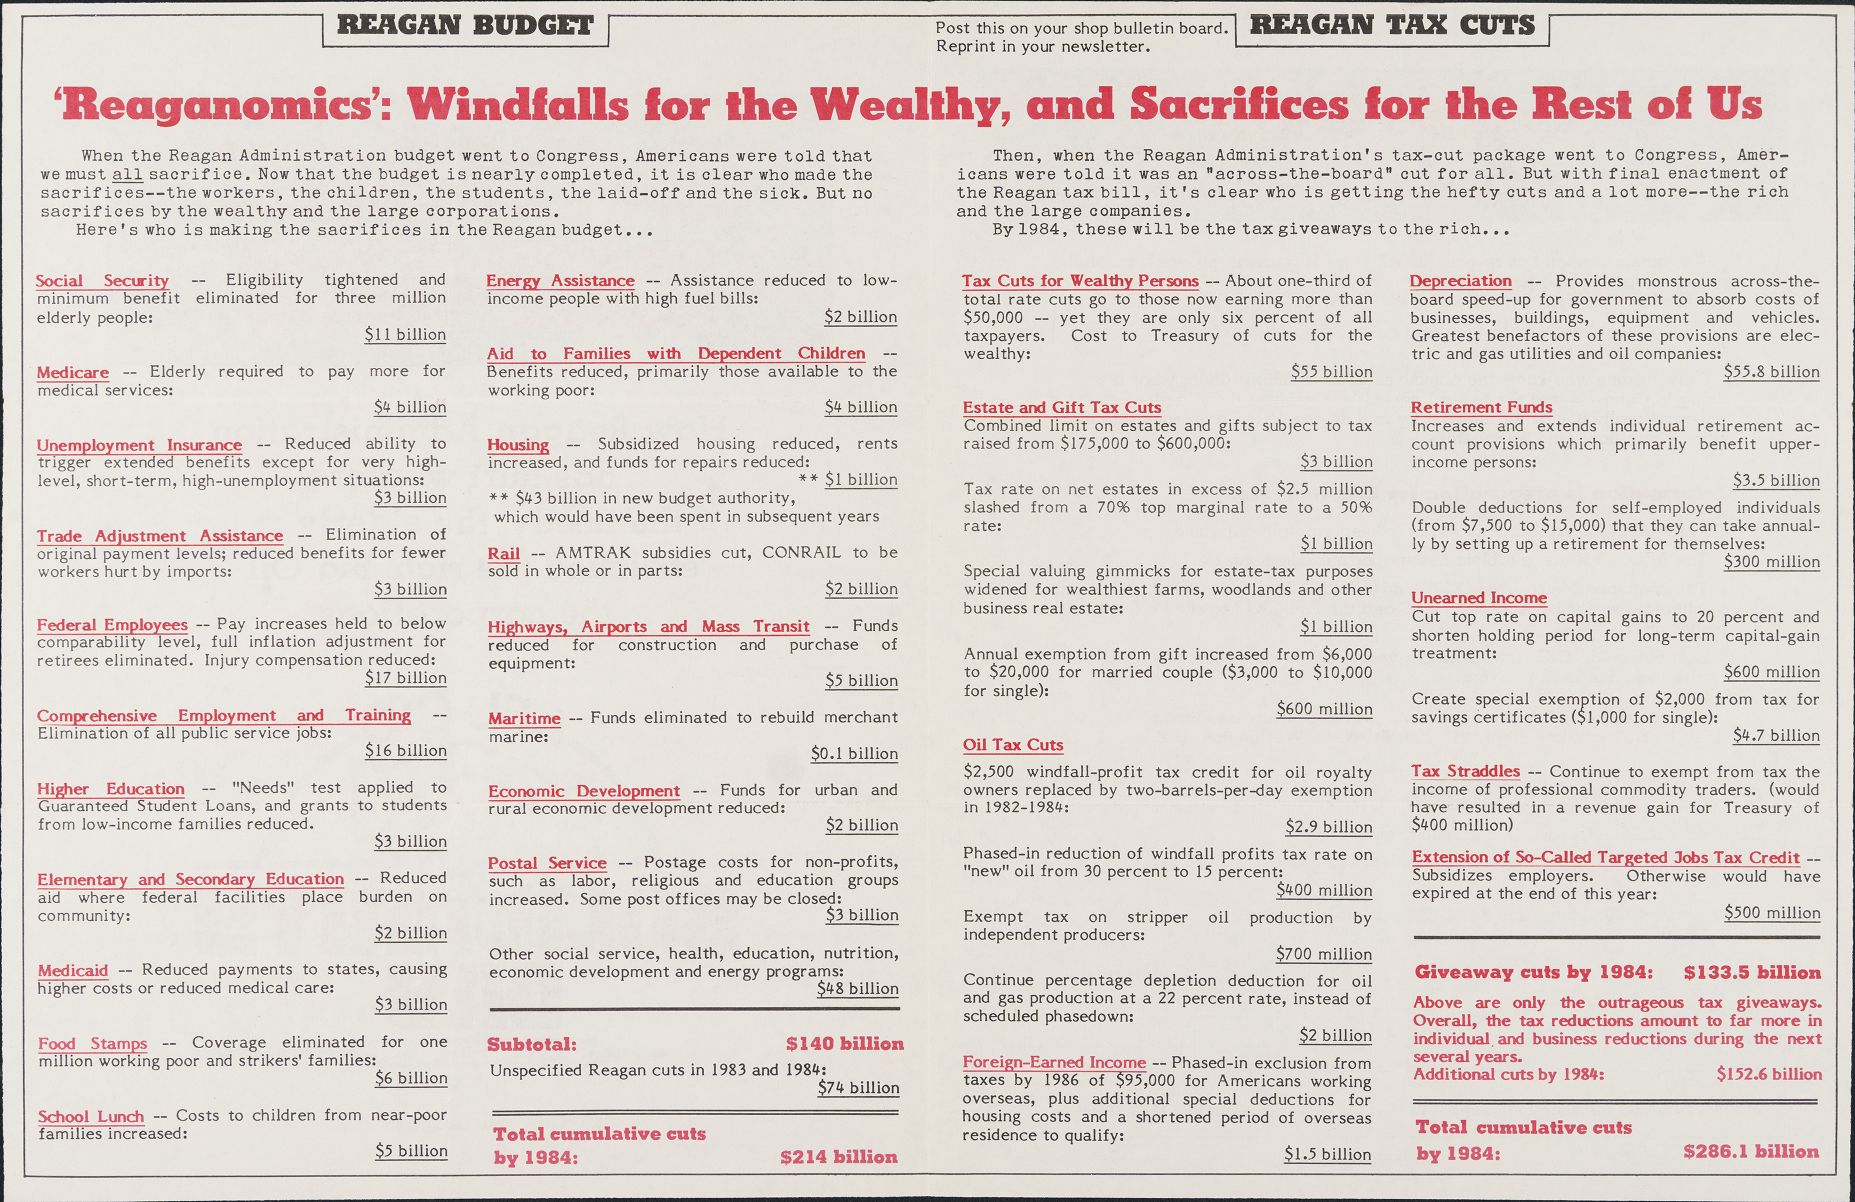 REAGAN BUDGET
Post this on your shop bulletin board.
Reprint in your newsletter.
REAGAN TAX CUTS
'Reaganomics': Windfalls for the Wealthy, and Sacrifices for the Rest of Us
When the Reagan Administration budget went to Congress, Americans were told that
we must all sacrifice. Now that the budget is nearly completed, it is clear who made the
sacrifices--the workers, the children, the students, the laid-off and the sick. But no
sacrifices by the wealthy and the large corporations.
Here's who is making the sacrifices in the Reagan budget...
Social Security -- Eligibility tightened and
minimum benefit eliminated for three million
elderly people:
$11 billion
Medicare -- Elderly required to pay more for
medical services:
$4 billion
Unemployment Insurance -- Reduced ability to
trigger extended benefits except for very high-
level, short-term, high-unemployment situations:
$3 billion
Trade Adjustment Assistance -- Elimination of
original payment levels; reduced benefits for fewer
workers hurt by imports:
$3 billion
Federal Employees -- Pay increases held to below
comparability level, full inflation adjustment for
retirees eliminated. Injury compensation reduced:
$17 billion
Comprehensive Employment and Training --
Elimination of all public service jobs:
$16 billion
Higher Education -- "Needs" test applied to
Guaranteed Student Loans, and grants to students
from low-income families reduced.
$3 billion
Elementary and Secondary Education -- Reduced
aid where federal facilities place burden on
community:
$2 billion
Medicaid -- Reduced payments to states, causing
higher costs or reduced medical care:
$3 billion
Food Stamps -- Coverage eliminated for one
million working poor and strikers' families:
$6 billion
School Lunch -- Costs to children from near-poor
families increased:
$5 billion
Energy Assistance -- Assistance reduced to low-
income people with high fuel bills:
$2 billion
Aid to Families with Dependent Children --
Benefits reduced, primarily those available to the
working poor:
$4 billion
Housing -- Subsidized housing reduced, rents
increased, and funds for repairs reduced:
** $1 billion
** $43 billion in new budget authority,
which would have been spent in subsequent years
Rail -- AMTRAK subsidies cut, CONRAIL to be
sold in whole or in parts:
$2 billion
Highways, Airports and Mass Transit -- Funds
reduced for construction and purchase of
equipment:
$5 billion
Maritime -- Funds eliminated to rebuild merchant
marine:
$0.1 billion
Economic Development -- Funds for urban and
rural economic development reduced:
$2 billion
Postal Service -- Postage costs for non-profits,
such as labor, religious and education groups
increased. Some post offices may be closed:
$3 billion
Other social service, health, education, nutrition,
economic development and energy programs:
$48 billion
Subtotal: $140 billion
Unspecified Reagan cuts in 1983 and 1984:
$74 billion
Total cumulative cuts
by 1984: $214 billion
Then, when the Reagan Administration's tax-cut package went to Congress, Amer-
icans were told it was an "across-the-board" cut for all. But with final enactment of
the Reagan tax bill, it's clear who is getting the hefty cuts and a lot more--the rich
and the large companies.
By 1984, these will be the tax giveaways to the rich...
Tax Cuts for Wealthy Persons -- About one-third of
total rate cuts go to those now earning more than
$50,000 -- yet they are only six percent of all
taxpayers. Cost to Treasury of cuts for the
wealthy:
$55 billion
Estate and Gift Tax Cuts
Combined limit on estates and gifts subject to tax
raised from $175,000 to $600,000:
$3 billion
Tax rate on net estates in excess of $2.5 million
slashed from a 70% top marginal rate to a 50%
rate:
$1 billion
Special valuing gimmicks for estate-tax purposes
widened for wealthiest farms, woodlands and other
business real estate:
$1 billion
Annual exemption from gift increased from $6,000
to $20,000 for married couple ($3,000 to $10,000
for single):
$600 million
Oil Tax Cuts
$2,500 windfall-profit tax credit for oil royalty
owners replaced by two-barrels-per-day exemption
in 1982-1984:
$2.9 billion
Phased-in reduction of windfall profits tax rate on
"new" oil from 30 percent to 15 percent:
$400 million
Exempt tax on stripper oil production by
independent producers:
$700 million
Continue percentage depletion deduction for oil
and gas production at a 22 percent rate, instead of
scheduled phasedown:
$2 billion
Foreign-Earned Income -- Phased-in exclusion from
taxes by 1986 of $95,000 for Americans working
overseas, plus additional special deductions for
housing costs and a shortened period of overseas
residence to qualify:
$1.5 billion
Depreciation -- Provides monstrous across-the-
board speed-up for government to absorb costs of
businesses, buildings, equipment and vehicles.
Greatest benefactors of these provisions are elec-
tric and gas utilities and oil companies:
$55.8 billion
Retirement Funds
Increases and extends individual retirement ac-
count provisions which primarily benefit upper-
income persons:
$3.5 billion
Double deductions for self-employed individuals
(from $7,500 to $15,000) that they can take annual-
ly by setting up a retirement for themselves:
$300 million
Unearned Income
Cut top rate on capital gains to 20 percent and
shorten holding period for long-term capital-gain
treatment:
$600 million
Create special exemption of $2,000 from tax for
savings certificates ($1,000 for single):
$4.7 billion
Tax Straddles -- Continue to exempt from tax the
income of professional commodity traders. (would
have resulted in a revenue gain for Treasury of
$400 million)
Extension of So-Called Targeted Jobs Tax Credit --
Subsidizes employers. Otherwise would have
expired at the end of this year:
$500 million
Giveaway cuts by 1984: $133.5 billion
Above are only the outrageous tax giveaways.
Overall, the tax reductions amount to far more in
individual and business reductions during the next
several years.
Additional cuts by 1984: $152.6 billion
Total cumulative cuts
by 1984: $286.1 billion